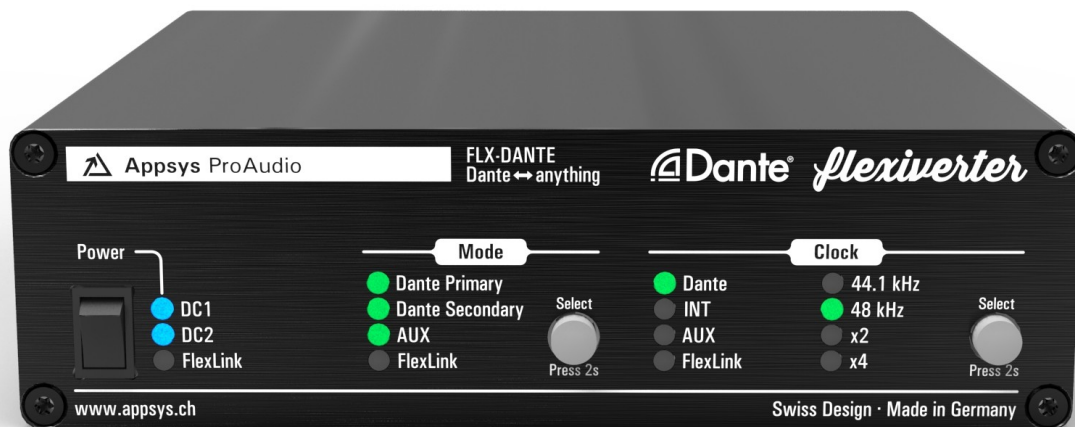 Appsys ProAudio
FLX-DANTE
Dante ↔ anything
Dante®
flexiverter
Power
DC1
DC2
FlexLink
Mode
Dante Primary
Dante Secondary
AUX
FlexLink
Select
Press 2s
Clock
Dante
INT
AUX
FlexLink
44.1 kHz
48 kHz
x2
x4
Select
Press 2s
www.appsys.ch
Swiss Design · Made in Germany